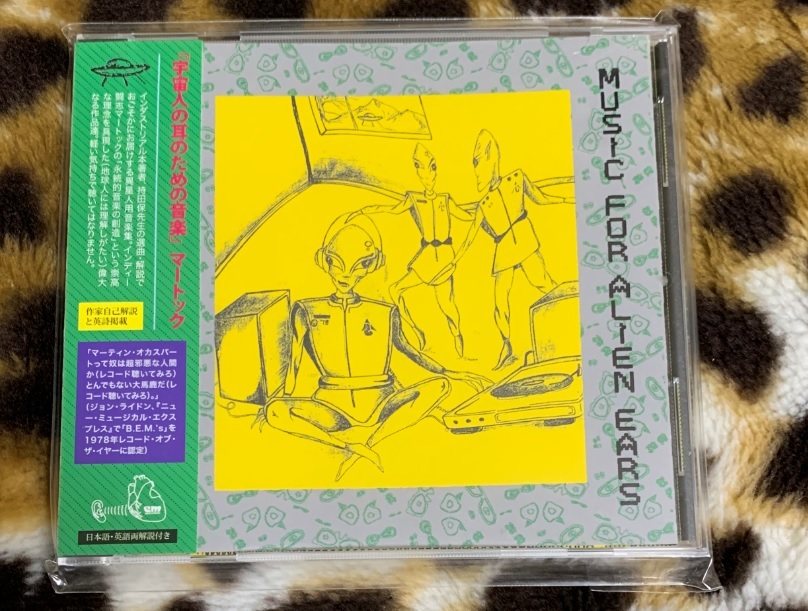 『宇宙人の耳のための音楽』マートック
インダストリアル本著者、持田保先生の選曲・解説で
おごそかにお届けする異星人用音楽集。インディー
闘志マートックの「永続的音楽の創造」という崇高
な理念を具現した（地球人には理解しがたい）偉大
なる作品達。軽い気持ちで聴いてはなりません。
作家自己解説
と英詩掲載
「マーティン・オカスバー
トって奴は超邪悪な人間
か（レコード聴いてみろ）
とんでもない大馬鹿だ（レ
コード聴いてみろ）。」
（ジョン・ライドン、『ニュ
ー・ミュージカル・エクス
プレス』で「B.E.M.'s」を
1978年レコード・オブ・
ザ・イヤーに認定）
em
日本語・英語両解説付き
MUSIC FOR ALIEN EARS